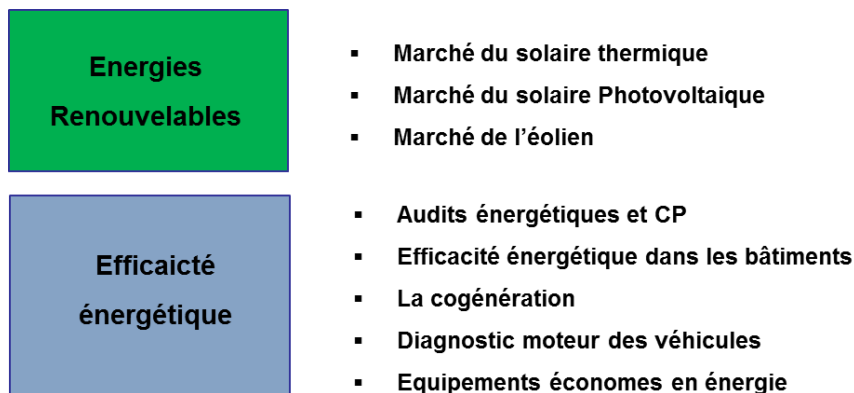 Energies
Renouvelables
▪ Marché du solaire thermique
▪ Marché du solaire Photovoltaique
▪ Marché de l’éolien
Efficaicté
énergétique
▪ Audits énergétiques et CP
▪ Efficacité énergétique dans les bâtiments
▪ La cogénération
▪ Diagnostic moteur des véhicules
▪ Equipements économes en énergie